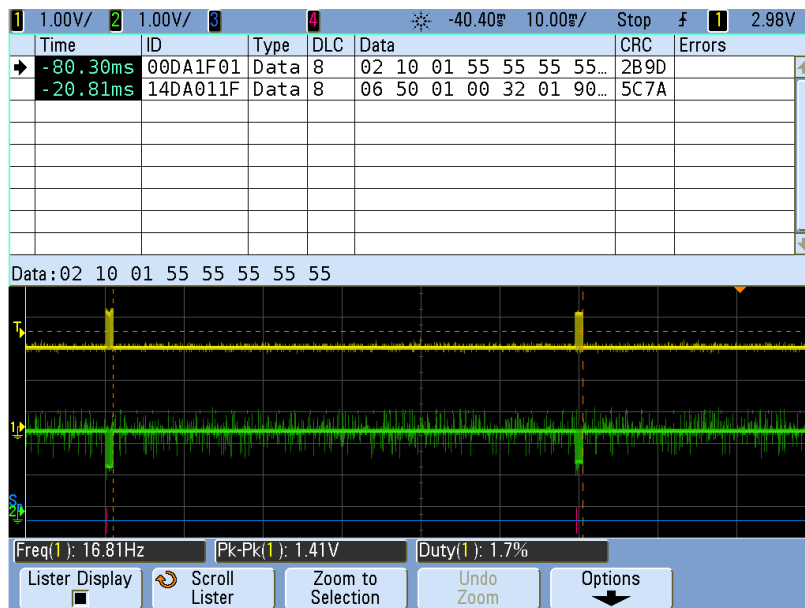 1 1.00V/ 2 1.00V/ 3 4 -40.40ms 10.00ms/ Stop 1 2.98V
Time ID Type DLC Data CRC Errors
-80.30ms 00DA1F01 Data 8 02 10 01 55 55 55 55… 2B9D
-20.81ms 14DA011F Data 8 06 50 01 00 32 01 90… 5C7A
Data:02 10 01 55 55 55 55 55
T
1
S
2
Freq(1): 16.81Hz Pk-Pk(1): 1.41V Duty(1): 1.7%
Lister Display Scroll Lister Zoom to Selection Undo Zoom Options